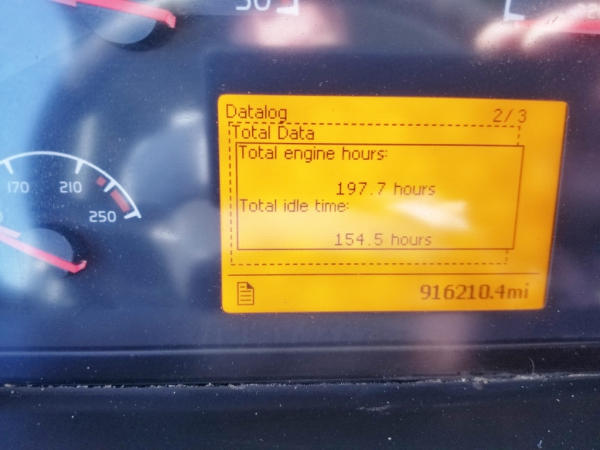 50
Datalog 2/3
Total Data
Total engine hours:
197.7 hours
Total idle time:
154.5 hours
916210.4mi
170 210
250